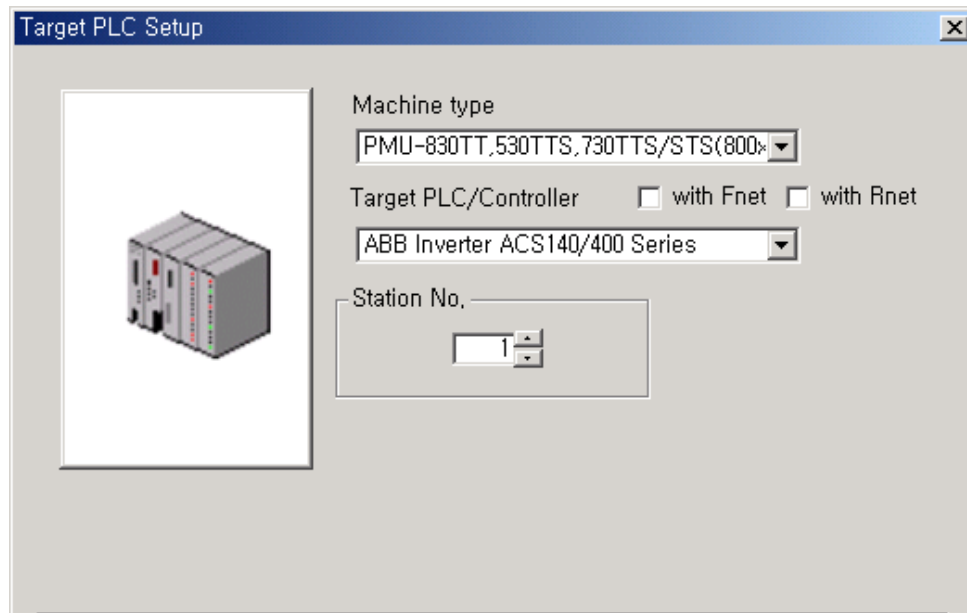 Target PLC Setup
Machine type
PMU-830TT,530TTS,730TTS/STS(800x
Target PLC/Controller with Fnet with Rnet
ABB Inverter ACS140/400 Series
Station No.
1